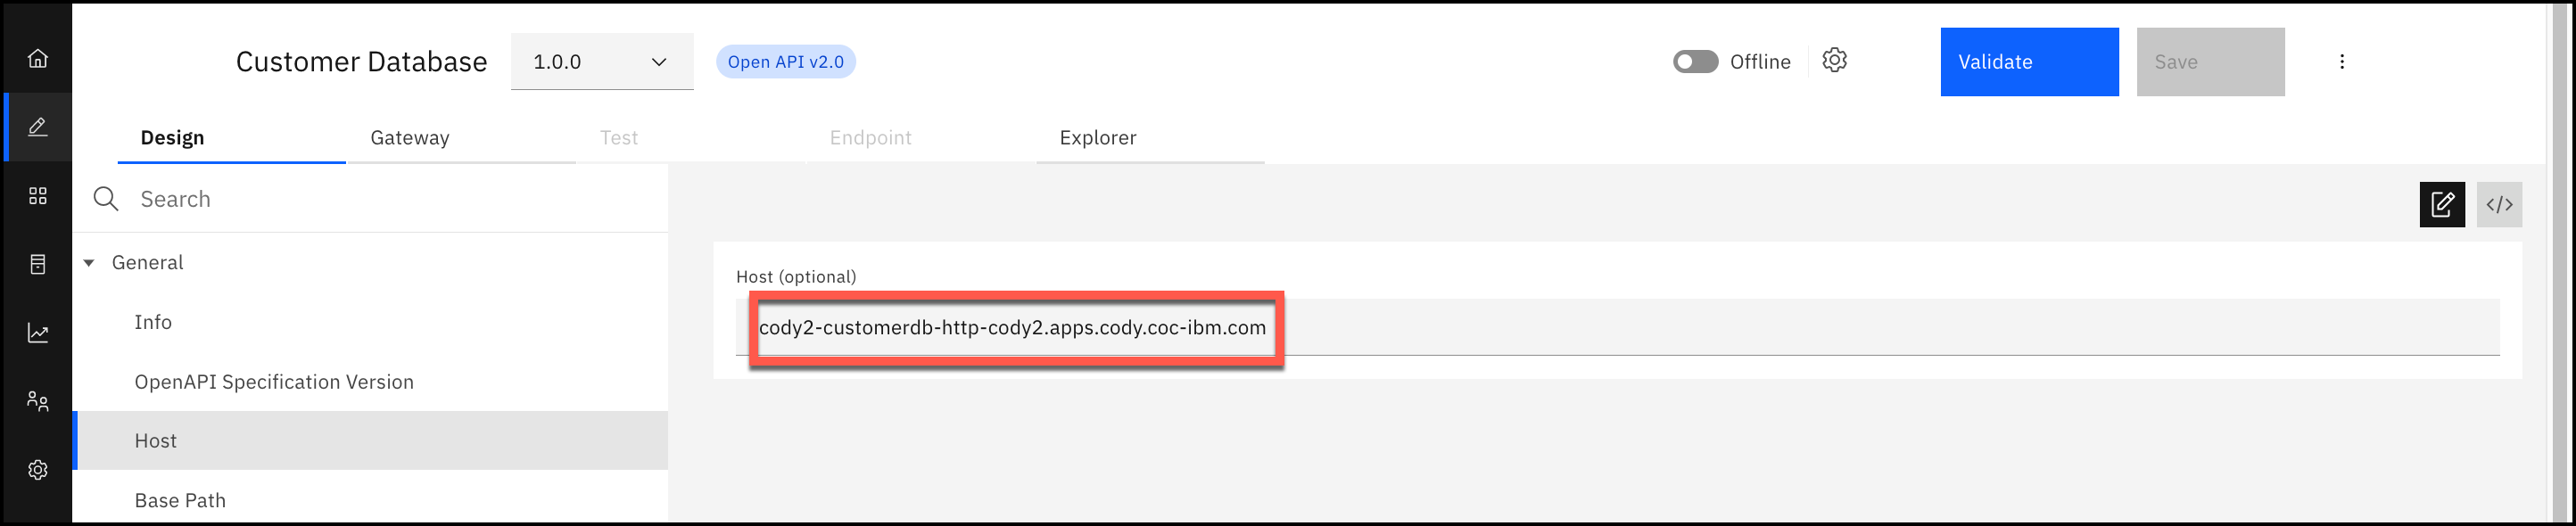 Customer Database
1.0.0
Open API v2.0
Offline
Validate
Save
Design
Gateway
Test
Endpoint
Explorer
Search
General
Info
OpenAPI Specification Version
Host
Base Path
</>
Host (optional)
cody2-customerdb-http-cody2.apps.cody.coc-ibm.com